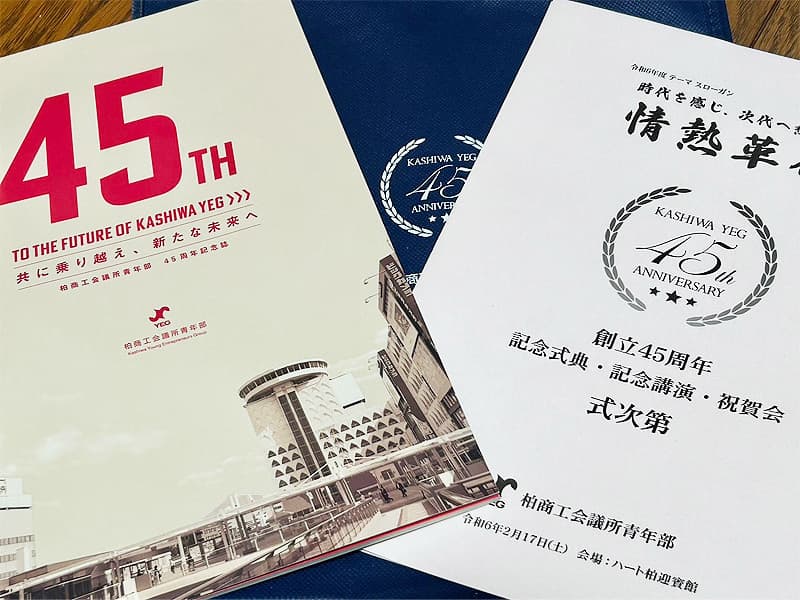 45TH
TO THE FUTURE OF KASHIWA YEG >>>
共に乗り越え、新たな未来へ
柏商工会議所青年部 45周年記念誌
YEG
柏商工会議所青年部
Kashiwa Young Entrepreneurs Group
KASHIWA YEG
45
ANNIVERSARY
令和6年度 テーマ スローガン
時代を感じ、次代へ
情熱革
KASHIWA YEG
45th
ANNIVERSARY
創立45周年
記念式典・記念講演・祝賀会
式次第
YEG
柏商工会議所青年部
令和6年2月17日(土) 会場:ハート柏迎賓館